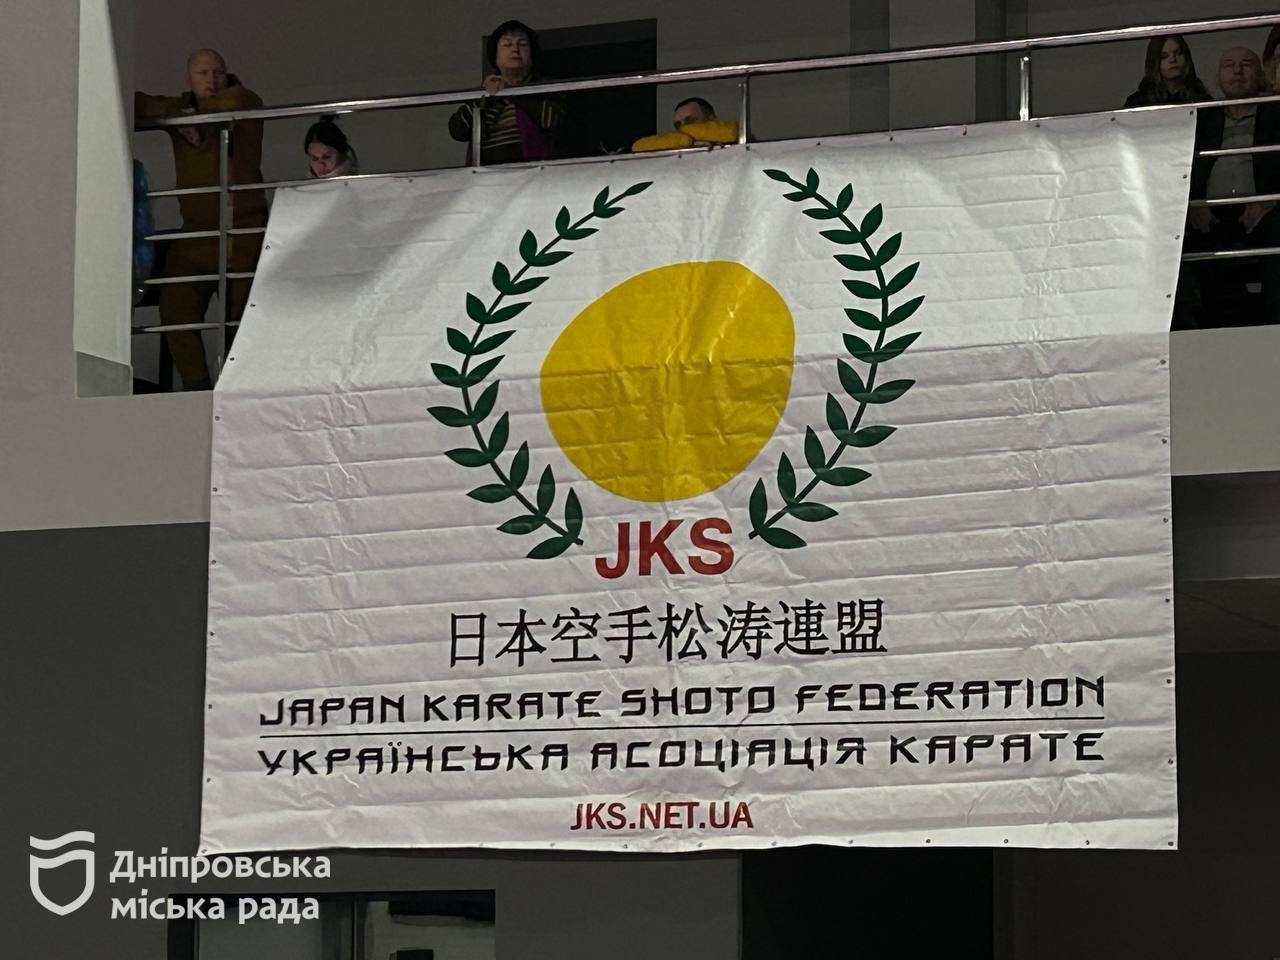 JKS
日本空手松涛連盟
JAPAN KARATE SHOTO FEDERATION
УКРАЇНСЬКА АСОЦІАЦІЯ КАРАТЕ
JKS.NET.UA
Дніпровська
міська рада